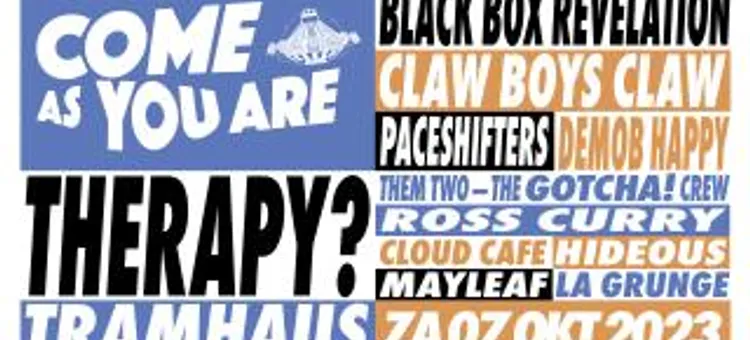 COME
AS YOU ARE
THERAPY?
TRAMHAUS
BLACK BOX REVELATION
CLAW BOYS CLAW
PACESHIFTERS DEMOB HAPPY
THEM TWO – THE GOTCHA! CREW
ROSS CURRY
CLOUD CAFE HIDEOUS
MAYLEAF LA GRUNGE
ZA 07 OKT 2023